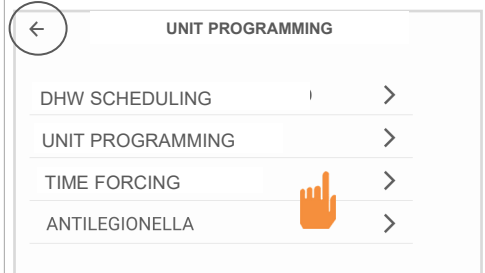 UNIT PROGRAMMING
DHW SCHEDULING
UNIT PROGRAMMING
TIME FORCING
ANTILEGIONELLA